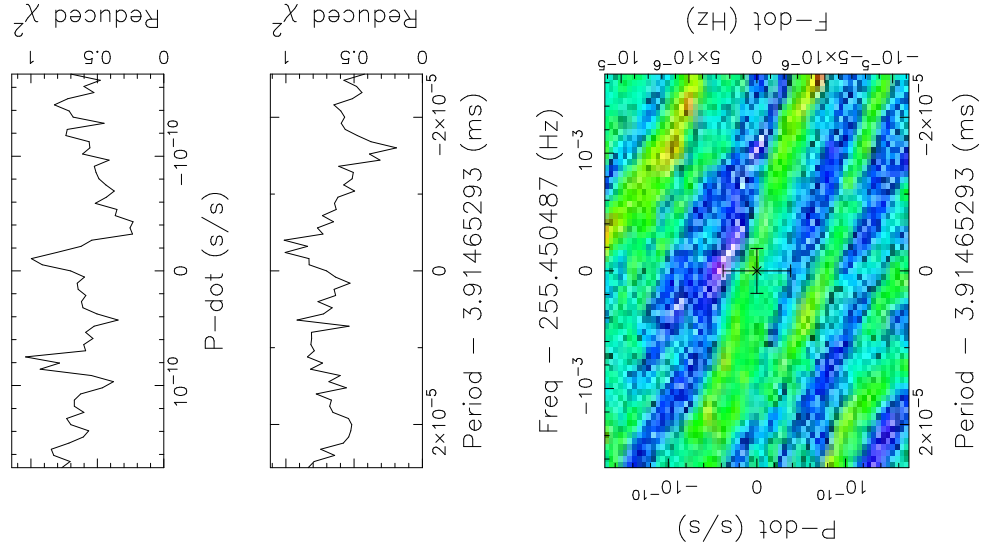 Reduced χ²
1 0.5 0
−10⁻¹⁰ 0 10⁻¹⁰
P−dot (s/s)
Reduced χ²
1 0.5 0
−2×10⁻⁵ 0 2×10⁻⁵
Period − 3.91465293 (ms)
Freq − 255.450487 (Hz)
10⁻³ 0 −10⁻³
F−dot (Hz)
10⁻⁵ 5×10⁻⁶ 0 −5×10⁻⁶ −10⁻⁵
−10⁻¹⁰ 0 10⁻¹⁰
P−dot (s/s)
−2×10⁻⁵ 0 2×10⁻⁵
Period − 3.91465293 (ms)